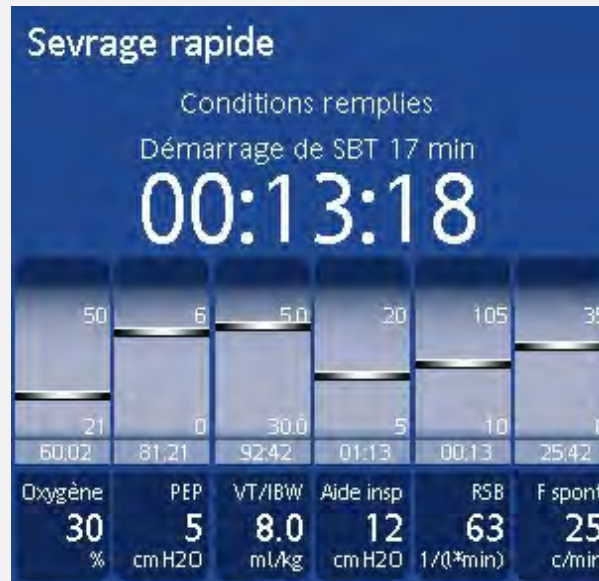 Sevrage rapide
Conditions remplies
Démarrage de SBT 17 min
00:13:18
50 6 5.0 20 105 35
21 0 30.0 5 10
60:02 81:21 92:42 01:13 00:13 25:42
Oxygène PEP VT/IBW Aide insp RSB F spont
30 5 8.0 12 63 25
% cmH2O ml/kg cmH2O 1/(l*min) c/min